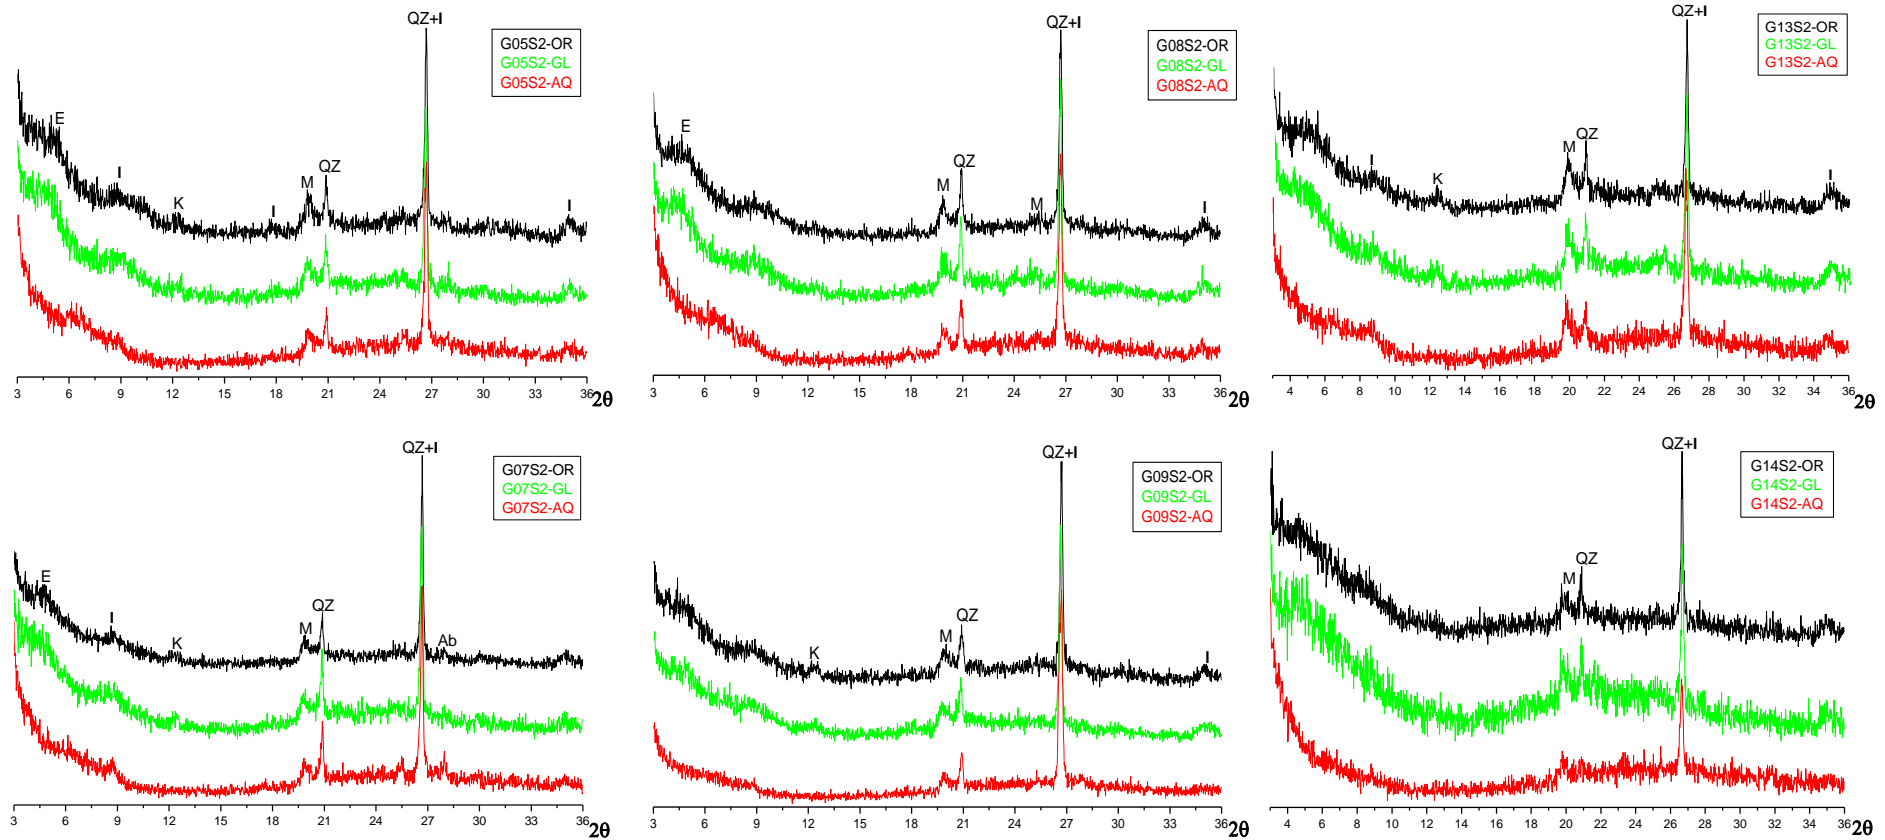 QZ+I
G05S2-OR
G05S2-GL
G05S2-AQ
E
I
K
I
M
QZ
I
3 6 9 12 15 18 21 24 27 30 33 36
2θ
QZ+I
G08S2-OR
G08S2-GL
G08S2-AQ
E
M
QZ
M
I
3 6 9 12 15 18 21 24 27 30 33 36
2θ
QZ+I
G13S2-OR
G13S2-GL
G13S2-AQ
I
K
M
QZ
I
4 6 8 10 12 14 16 18 20 22 24 26 28 30 32 34 36
2θ
QZ+I
G07S2-OR
G07S2-GL
G07S2-AQ
E
I
K
M
QZ
Ab
3 6 9 12 15 18 21 24 27 30 33 36
2θ
QZ+I
G09S2-OR
G09S2-GL
G09S2-AQ
K
M
QZ
I
3 6 9 12 15 18 21 24 27 30 33 36
2θ
QZ+I
G14S2-OR
G14S2-GL
G14S2-AQ
M
QZ
4 6 8 10 12 14 16 18 20 22 24 26 28 30 32 34 36
2θ